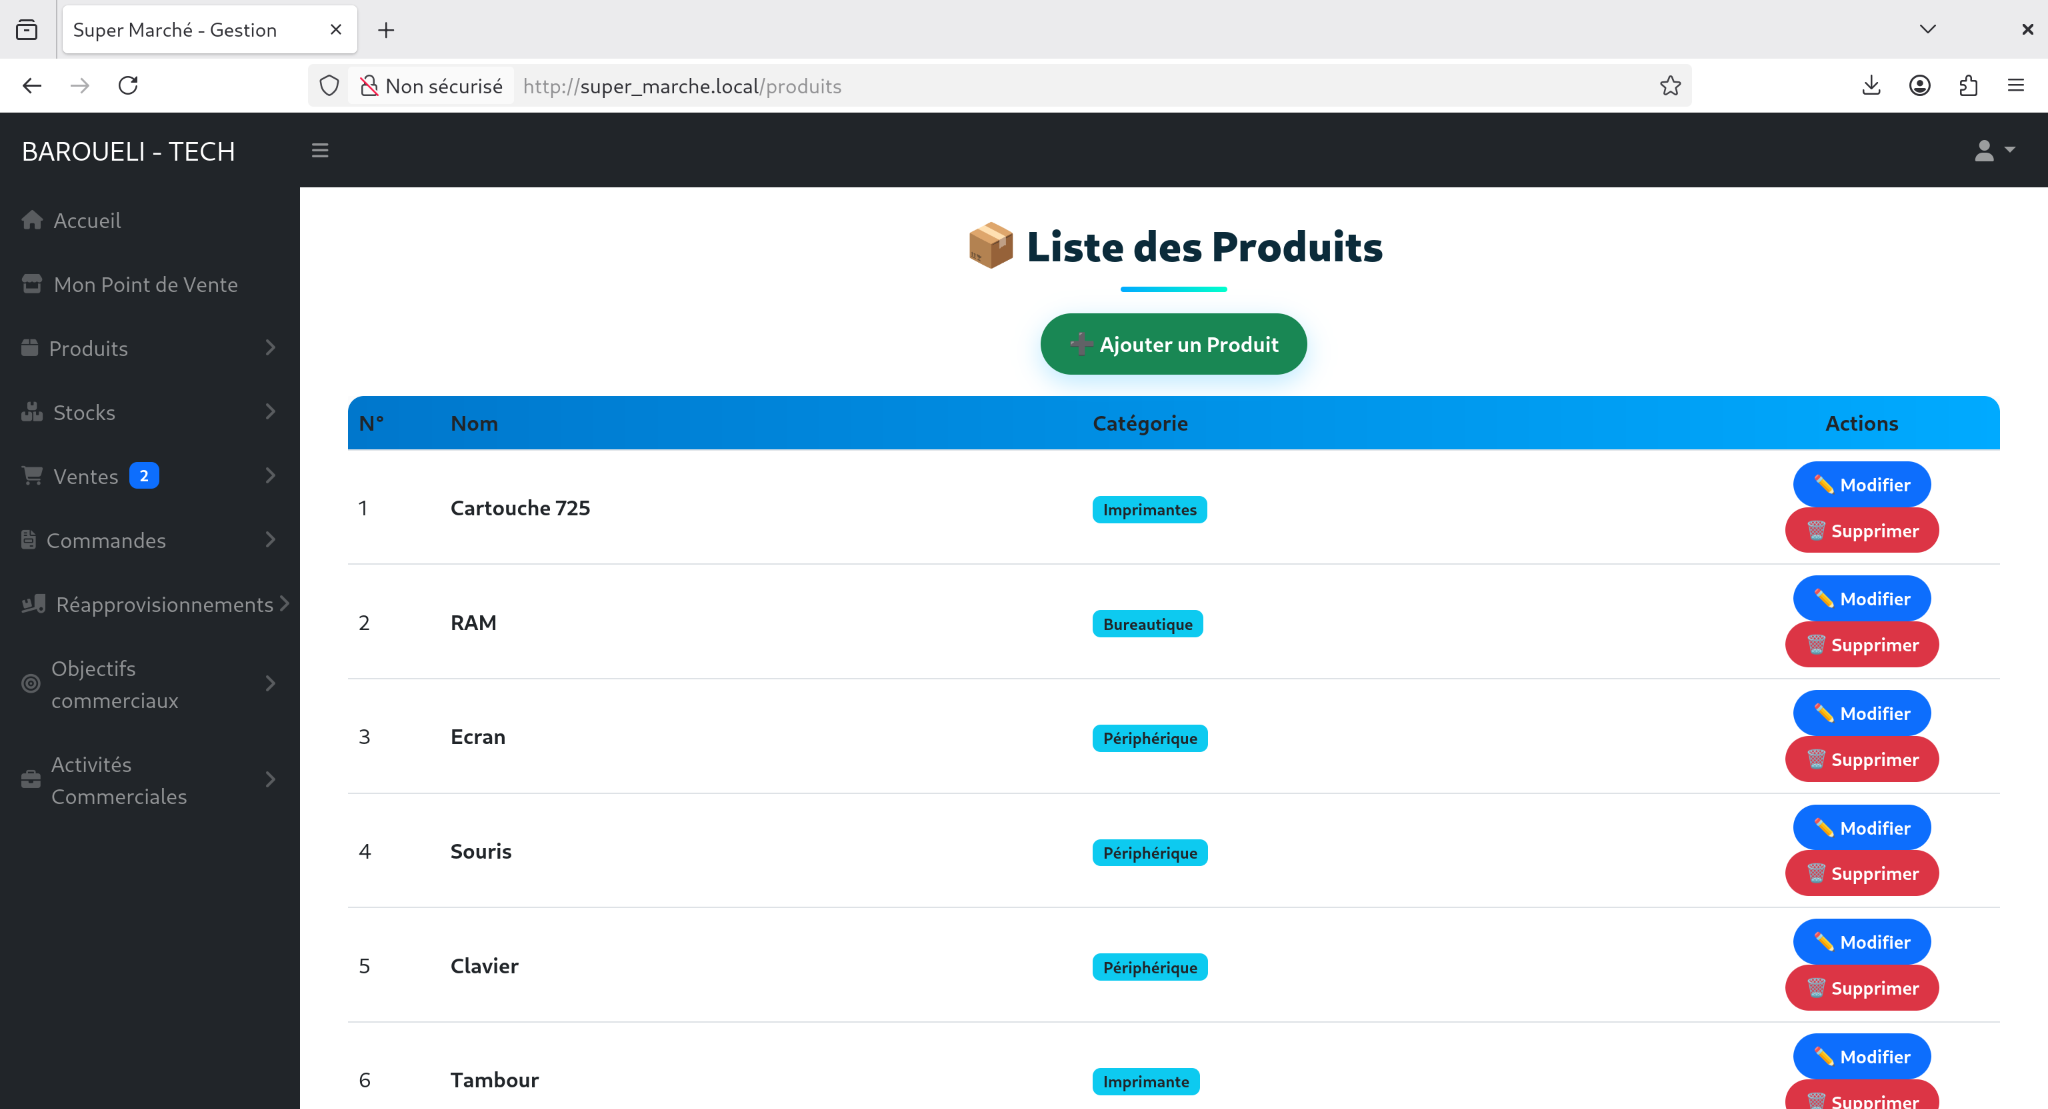 Super Marché - Gestion
Non sécurisé http://super_marche.local/produits
BAROUELI - TECH
Accueil
Mon Point de Vente
Produits
Stocks
Ventes 2
Commandes
Réapprovisionnements
Objectifs
commerciaux
Activités
Commerciales
📦 Liste des Produits
➕ Ajouter un Produit
N° Nom Catégorie Actions
1 Cartouche 725 Imprimantes ✏️ Modifier
🗑️ Supprimer
2 RAM Bureautique ✏️ Modifier
🗑️ Supprimer
3 Ecran Périphérique ✏️ Modifier
🗑️ Supprimer
4 Souris Périphérique ✏️ Modifier
🗑️ Supprimer
5 Clavier Périphérique ✏️ Modifier
🗑️ Supprimer
6 Tambour Imprimante ✏️ Modifier
🗑️ Supprimer